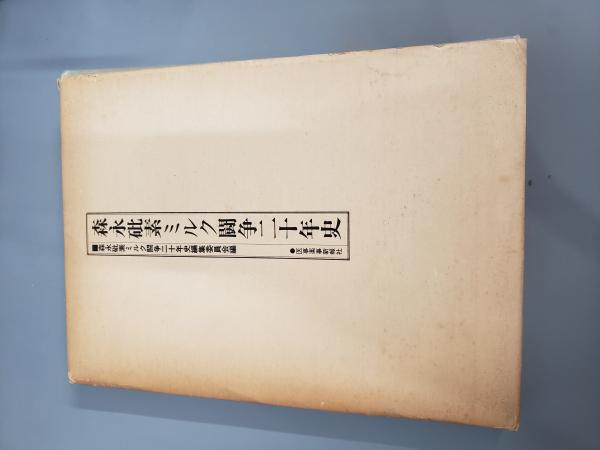 森永砒素ミルク闘争二十年史
■森永砒素ミルク闘争二十年史編集委員会編
●医事薬事新報社